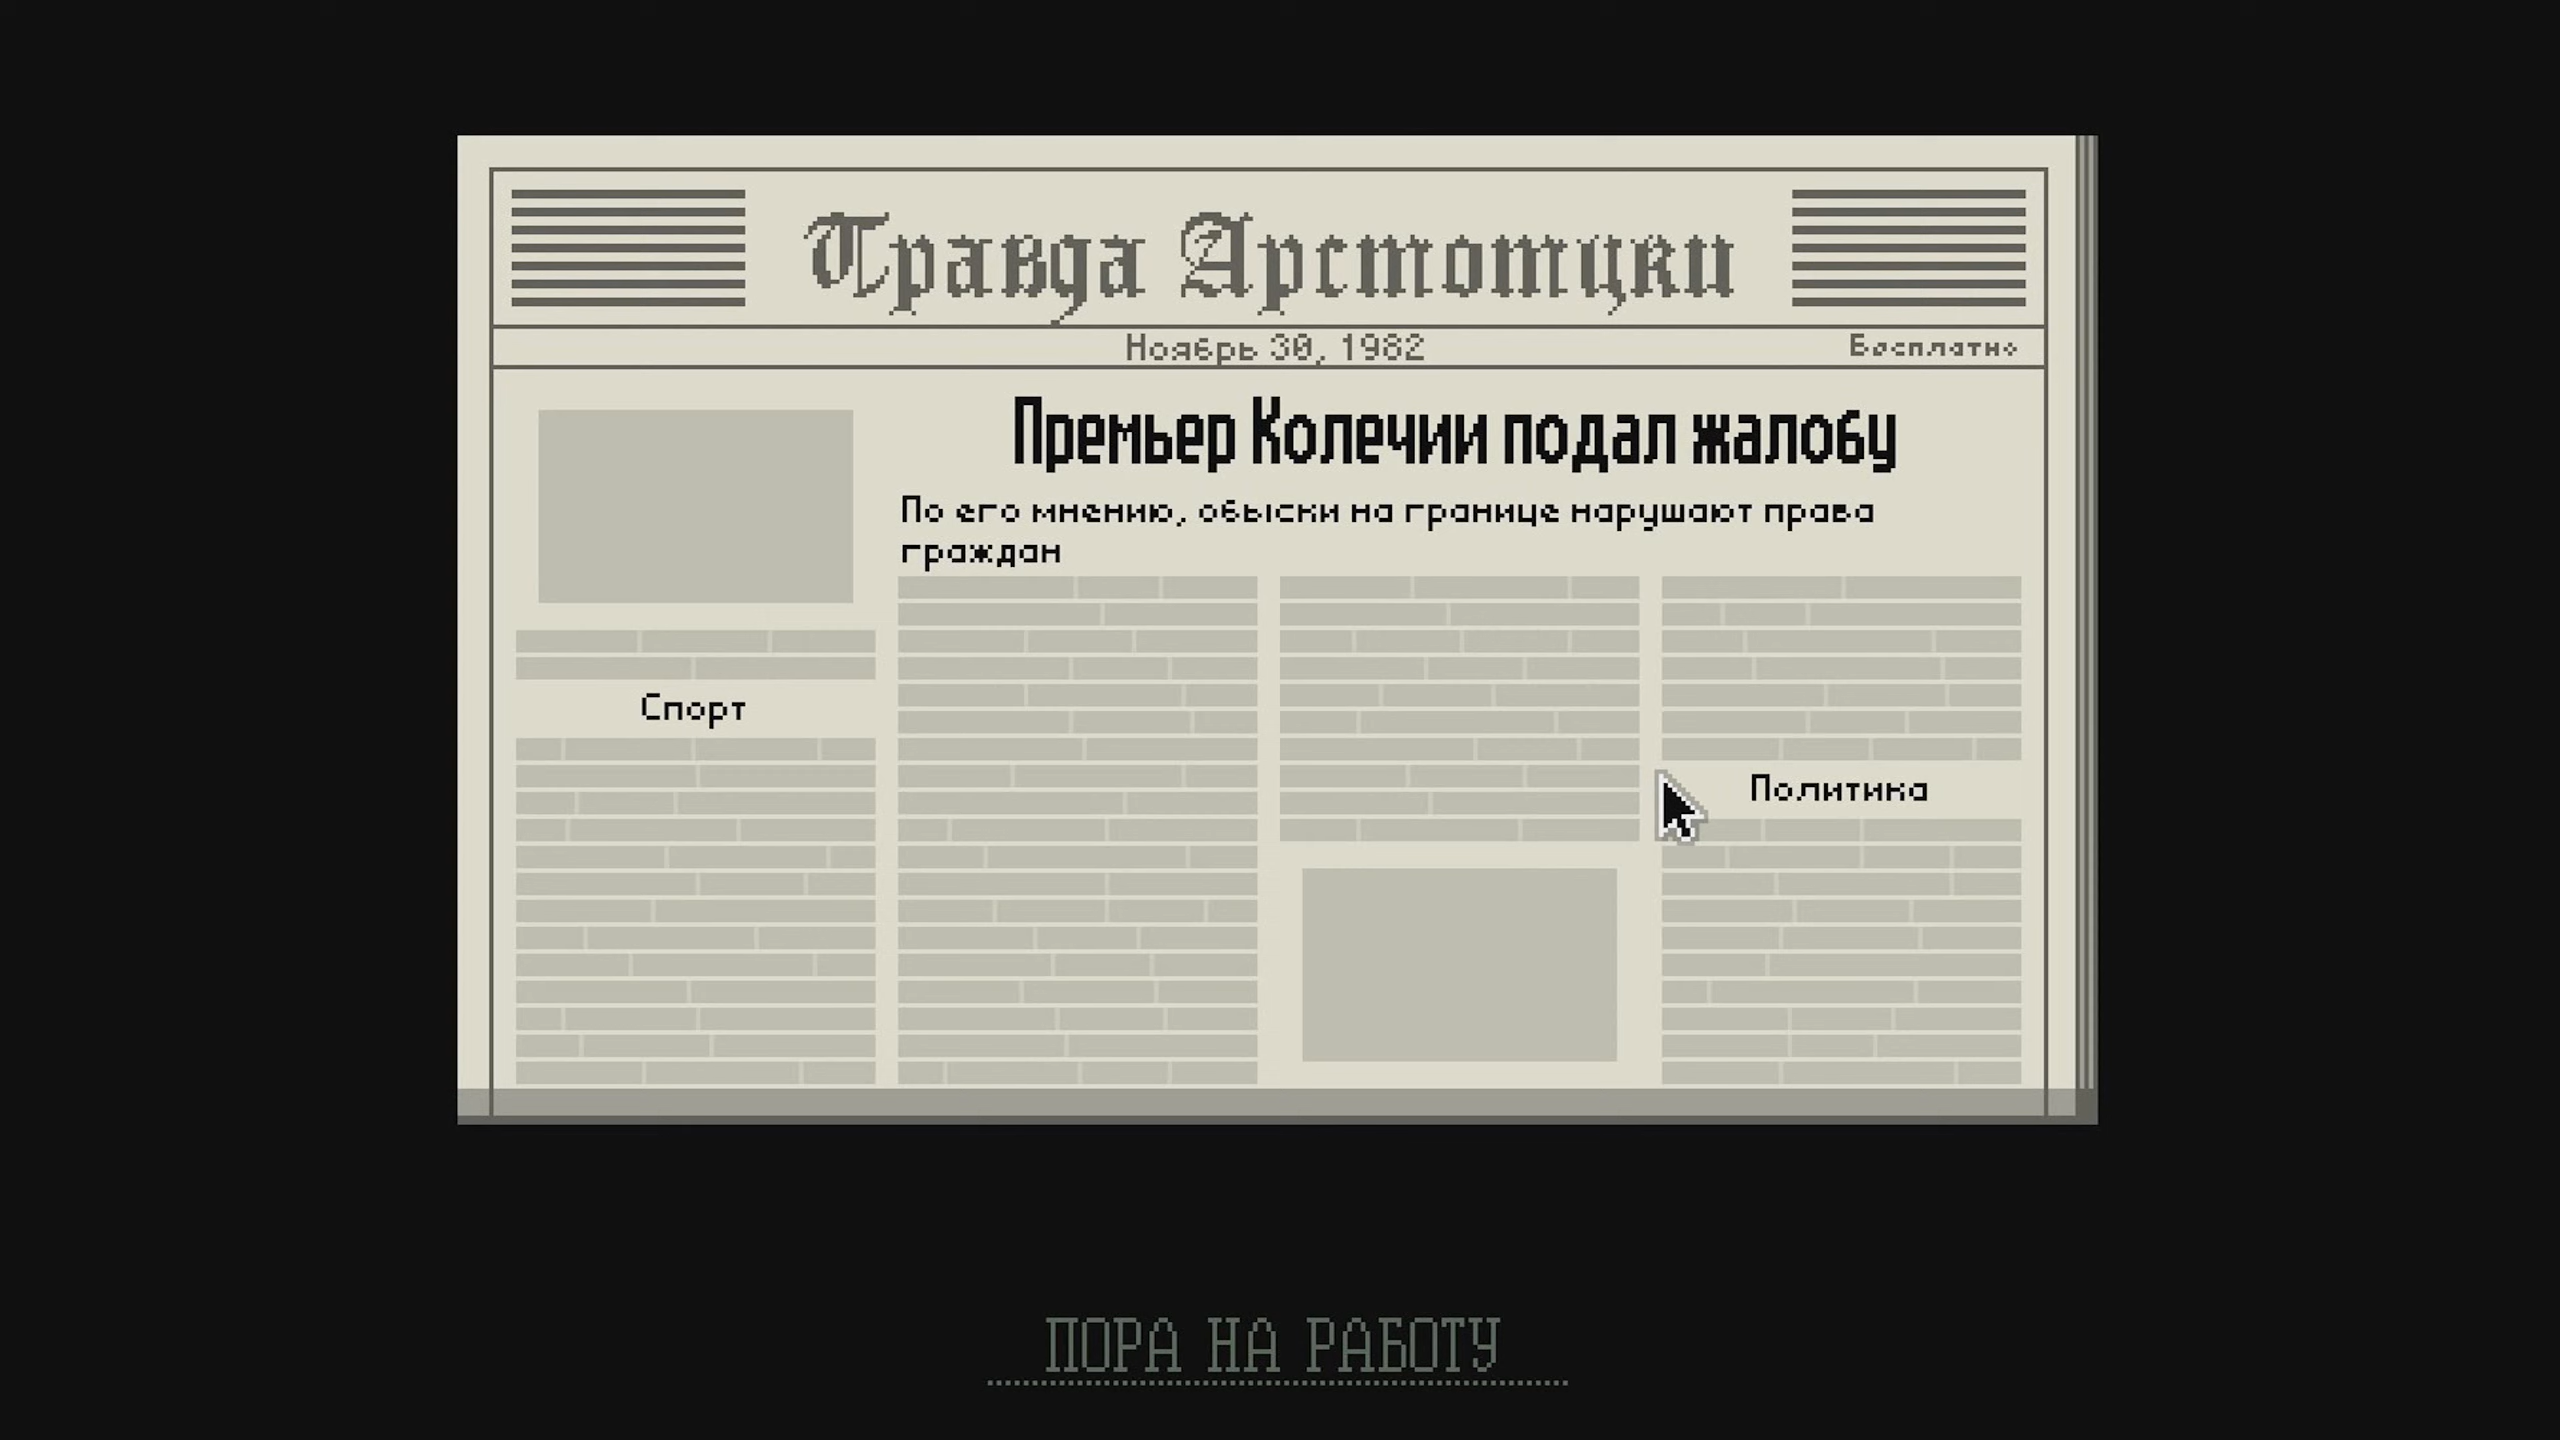 Правда Арстотцки
Ноябрь 30, 1982
Бесплатно
Премьер Колечии подал жалобу
По его мнению, обыски на границе нарушают права
граждан
Спорт
Политика
ПОРА НА РАБОТУ